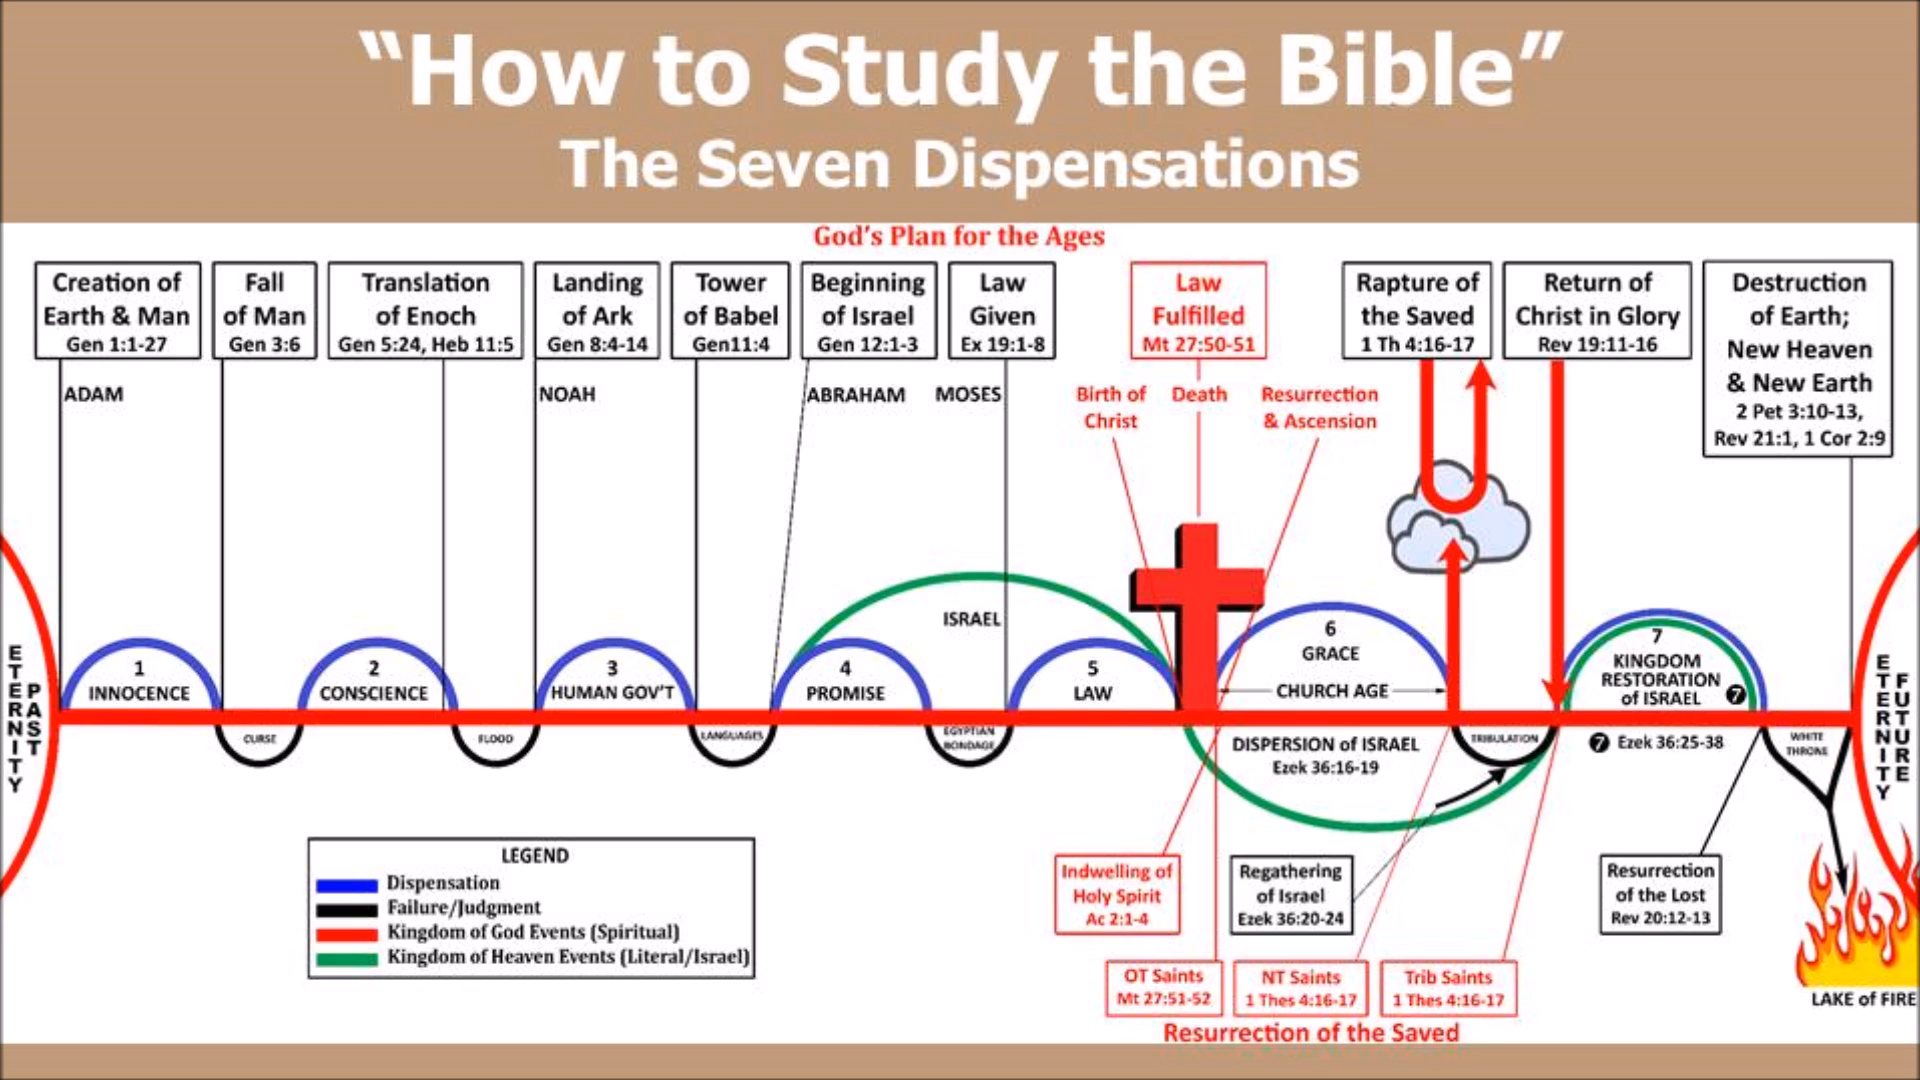 “How to Study the Bible”
The Seven Dispensations
God's Plan for the Ages
Creation of
Earth & Man
Gen 1:1-27
Fall
of Man
Gen 3:6
Translation
of Enoch
Gen 5:24, Heb 11:5
Landing
of Ark
Gen 8:4-14
Tower
of Babel
Gen11:4
Beginning
of Israel
Gen 12:1-3
Law
Given
Ex 19:1-8
Law
Fulfilled
Mt 27:50-51
Rapture of
the Saved
1 Th 4:16-17
Return of
Christ in Glory
Rev 19:11-16
Destruction
of Earth;
New Heaven
& New Earth
2 Pet 3:10-13,
Rev 21:1, 1 Cor 2:9
ADAM
NOAH
ABRAHAM
MOSES
Birth of
Christ
Death
Resurrection
& Ascension
ISRAEL
ETERNITY
PAST
1
INNOCENCE
2
CONSCIENCE
3
HUMAN GOV'T
4
PROMISE
5
LAW
6
GRACE
CHURCH AGE
7
KINGDOM
RESTORATION
of ISRAEL
7
ETERNITY
FUTURE
CURSE
FLOOD
LANGUAGES
EGYPTIAN
BONDAGE
DISPERSION of ISRAEL
Ezek 36:16-19
TRIBULATION
7 Ezek 36:25-38
WHITE
THRONE
LEGEND
Dispensation
Failure/Judgment
Kingdom of God Events (Spiritual)
Kingdom of Heaven Events (Literal/Israel)
Indwelling of
Holy Spirit
Ac 2:1-4
Regathering
of Israel
Ezek 36:20-24
Resurrection
of the Lost
Rev 20:12-13
OT Saints
Mt 27:51-52
NT Saints
1 Thes 4:16-17
Trib Saints
1 Thes 4:16-17
Resurrection of the Saved
LAKE of FIRE